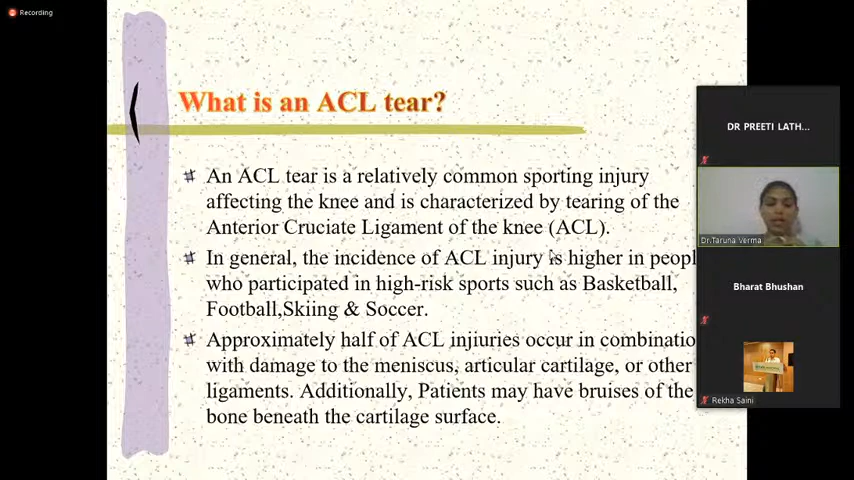 Recording
What is an ACL tear?
An ACL tear is a relatively common sporting injury
affecting the knee and is characterized by tearing of the
Anterior Cruciate Ligament of the knee (ACL).
In general, the incidence of ACL injury is higher in peopl
who participated in high-risk sports such as Basketball,
Football,Skiing & Soccer.
Approximately half of ACL injiuries occur in combinatio
with damage to the meniscus, articular cartilage, or other
ligaments. Additionally, Patients may have bruises of the
bone beneath the cartilage surface.
DR PREETI LATH...
Dr.Taruna Verma
Bharat Bhushan
Rekha Saini